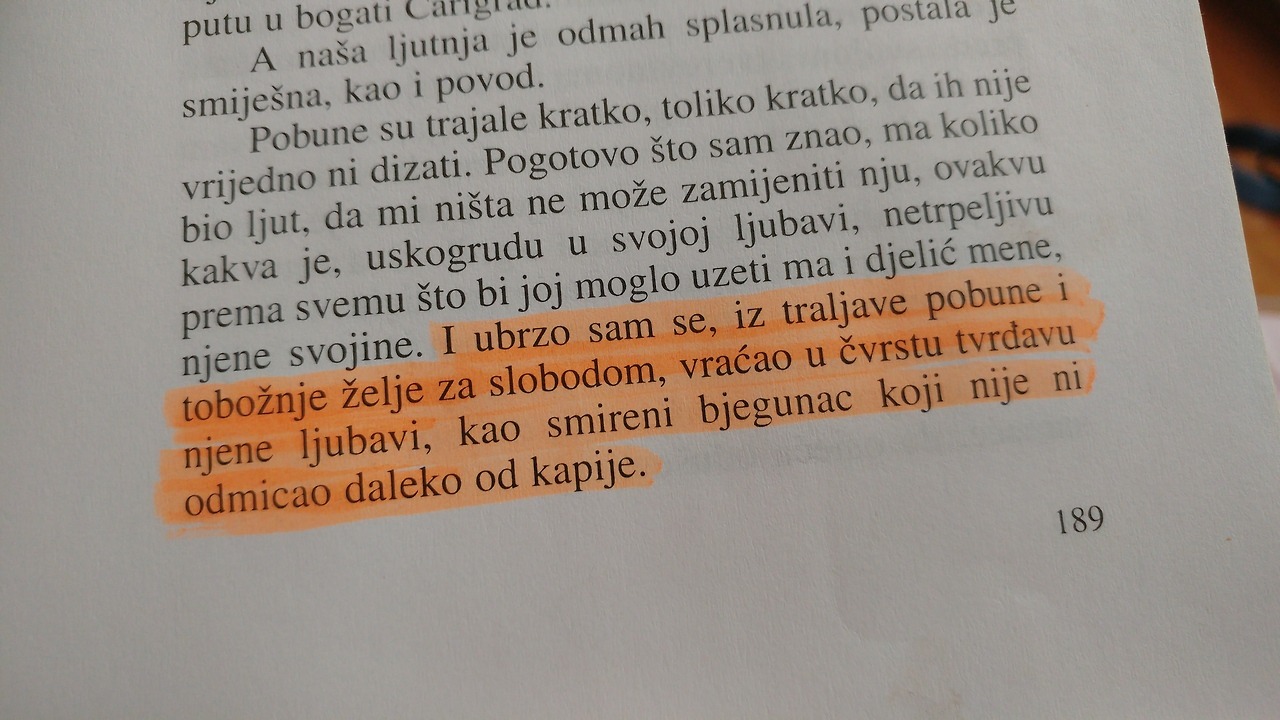 putu u bogati Carigrad.
A naša ljutnja je odmah splasnula, postala je
smiješna, kao i povod.
Pobune su trajale kratko, toliko kratko, da ih nije
vrijedno ni dizati. Pogotovo što sam znao, ma koliko
bio ljut, da mi ništa ne može zamijeniti nju, ovakvu
kakva je, uskogrudu u svojoj ljubavi, netrpeljivu
prema svemu što bi joj moglo uzeti ma i djelić mene,
njene svojine. I ubrzo sam se, iz traljave pobune i
tobožnje želje za slobodom, vraćao u čvrstu tvrđavu
njene ljubavi, kao smireni bjegunac koji nije ni
odmicao daleko od kapije.
189